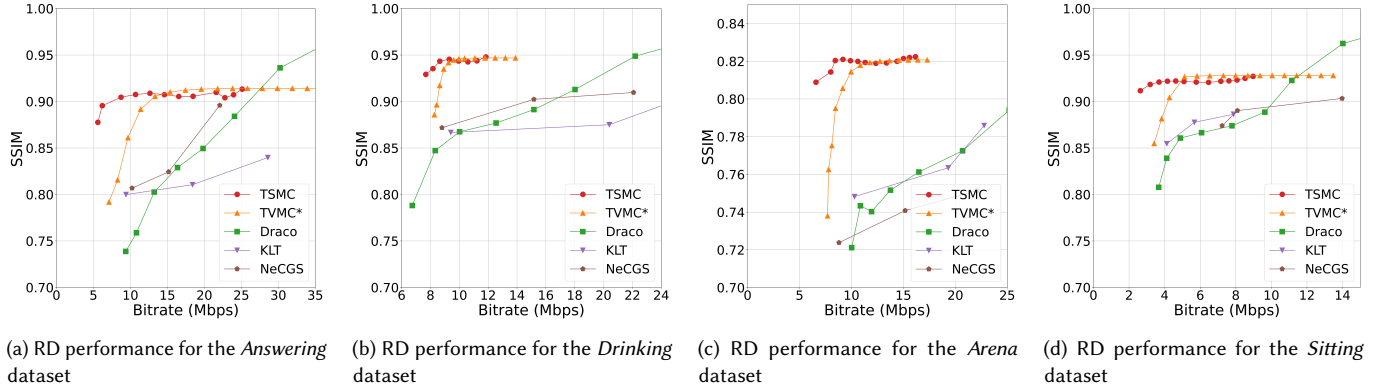 1.00
0.95
0.90
0.85
0.80
0.75
0.70
SSIM
0 5 10 15 20 25 30 35
Bitrate (Mbps)
TSMC
TVMC*
Draco
KLT
NeCGS
(a) RD performance for the Answering
dataset
1.00
0.95
0.90
0.85
0.80
0.75
0.70
SSIM
6 8 10 12 14 16 18 20 22 24
Bitrate (Mbps)
TSMC
TVMC*
Draco
KLT
NeCGS
(b) RD performance for the Drinking
dataset
0.84
0.82
0.80
0.78
0.76
0.74
0.72
0.70
SSIM
0 5 10 15 20 25
Bitrate (Mbps)
TSMC
TVMC*
Draco
KLT
NeCGS
(c) RD performance for the Arena
dataset
1.00
0.95
0.90
0.85
0.80
0.75
0.70
SSIM
0 2 4 6 8 10 12 14
Bitrate (Mbps)
TSMC
TVMC*
Draco
KLT
NeCGS
(d) RD performance for the Sitting
dataset